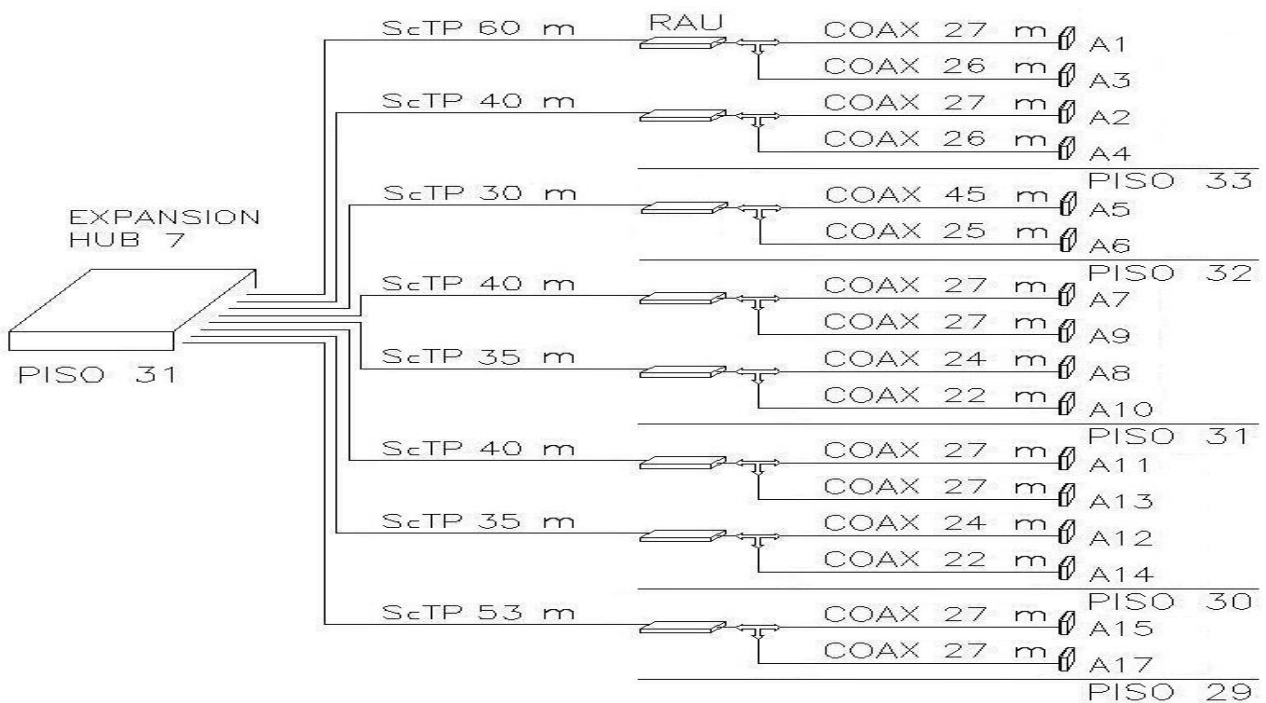 ScTP 60 m RAU COAX 27 m A1
COAX 26 m A3
ScTP 40 m COAX 27 m A2
COAX 26 m A4
PISO 33
ScTP 30 m COAX 45 m A5
EXPANSION
HUB 7
COAX 25 m A6
PISO 32
ScTP 40 m COAX 27 m A7
COAX 27 m A9
ScTP 35 m COAX 24 m A8
PISO 31
COAX 22 m A10
PISO 31
ScTP 40 m COAX 27 m A11
COAX 27 m A13
ScTP 35 m COAX 24 m A12
COAX 22 m A14
PISO 30
ScTP 53 m COAX 27 m A15
COAX 27 m A17
PISO 29